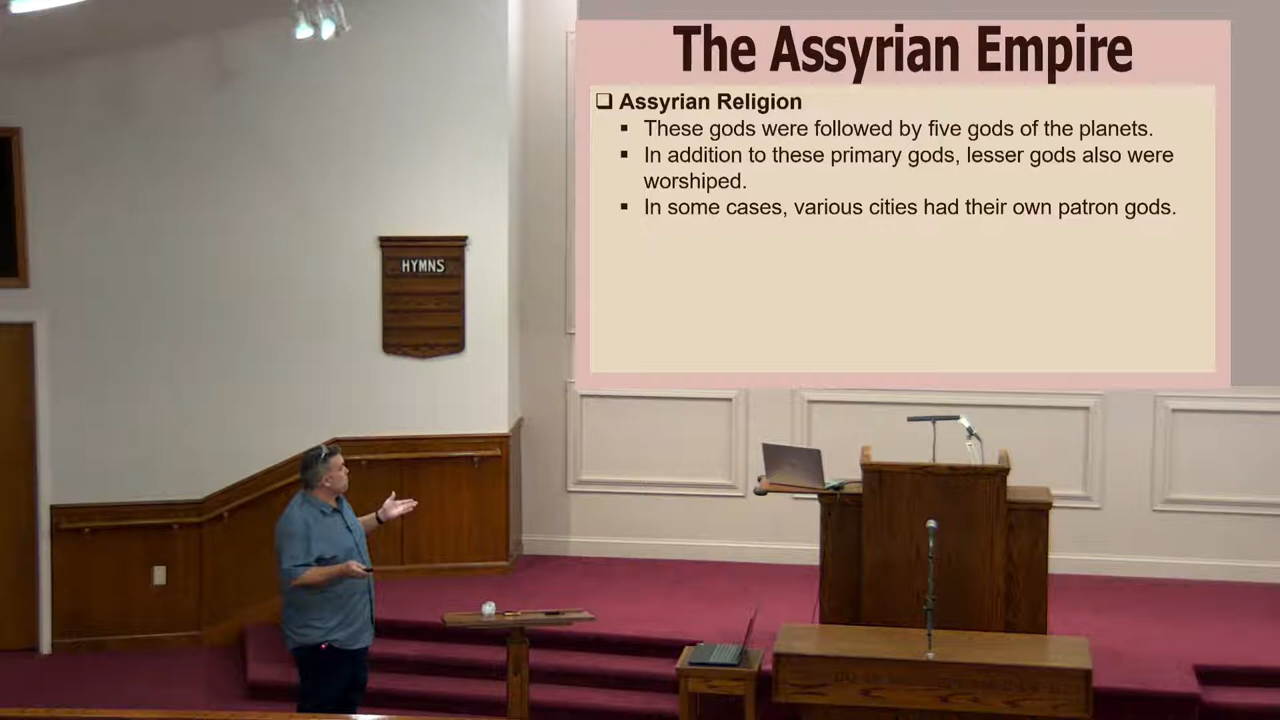 The Assyrian Empire
❑ Assyrian Religion
▪ These gods were followed by five gods of the planets.
▪ In addition to these primary gods, lesser gods also were
worshiped.
▪ In some cases, various cities had their own patron gods.
HYMNS